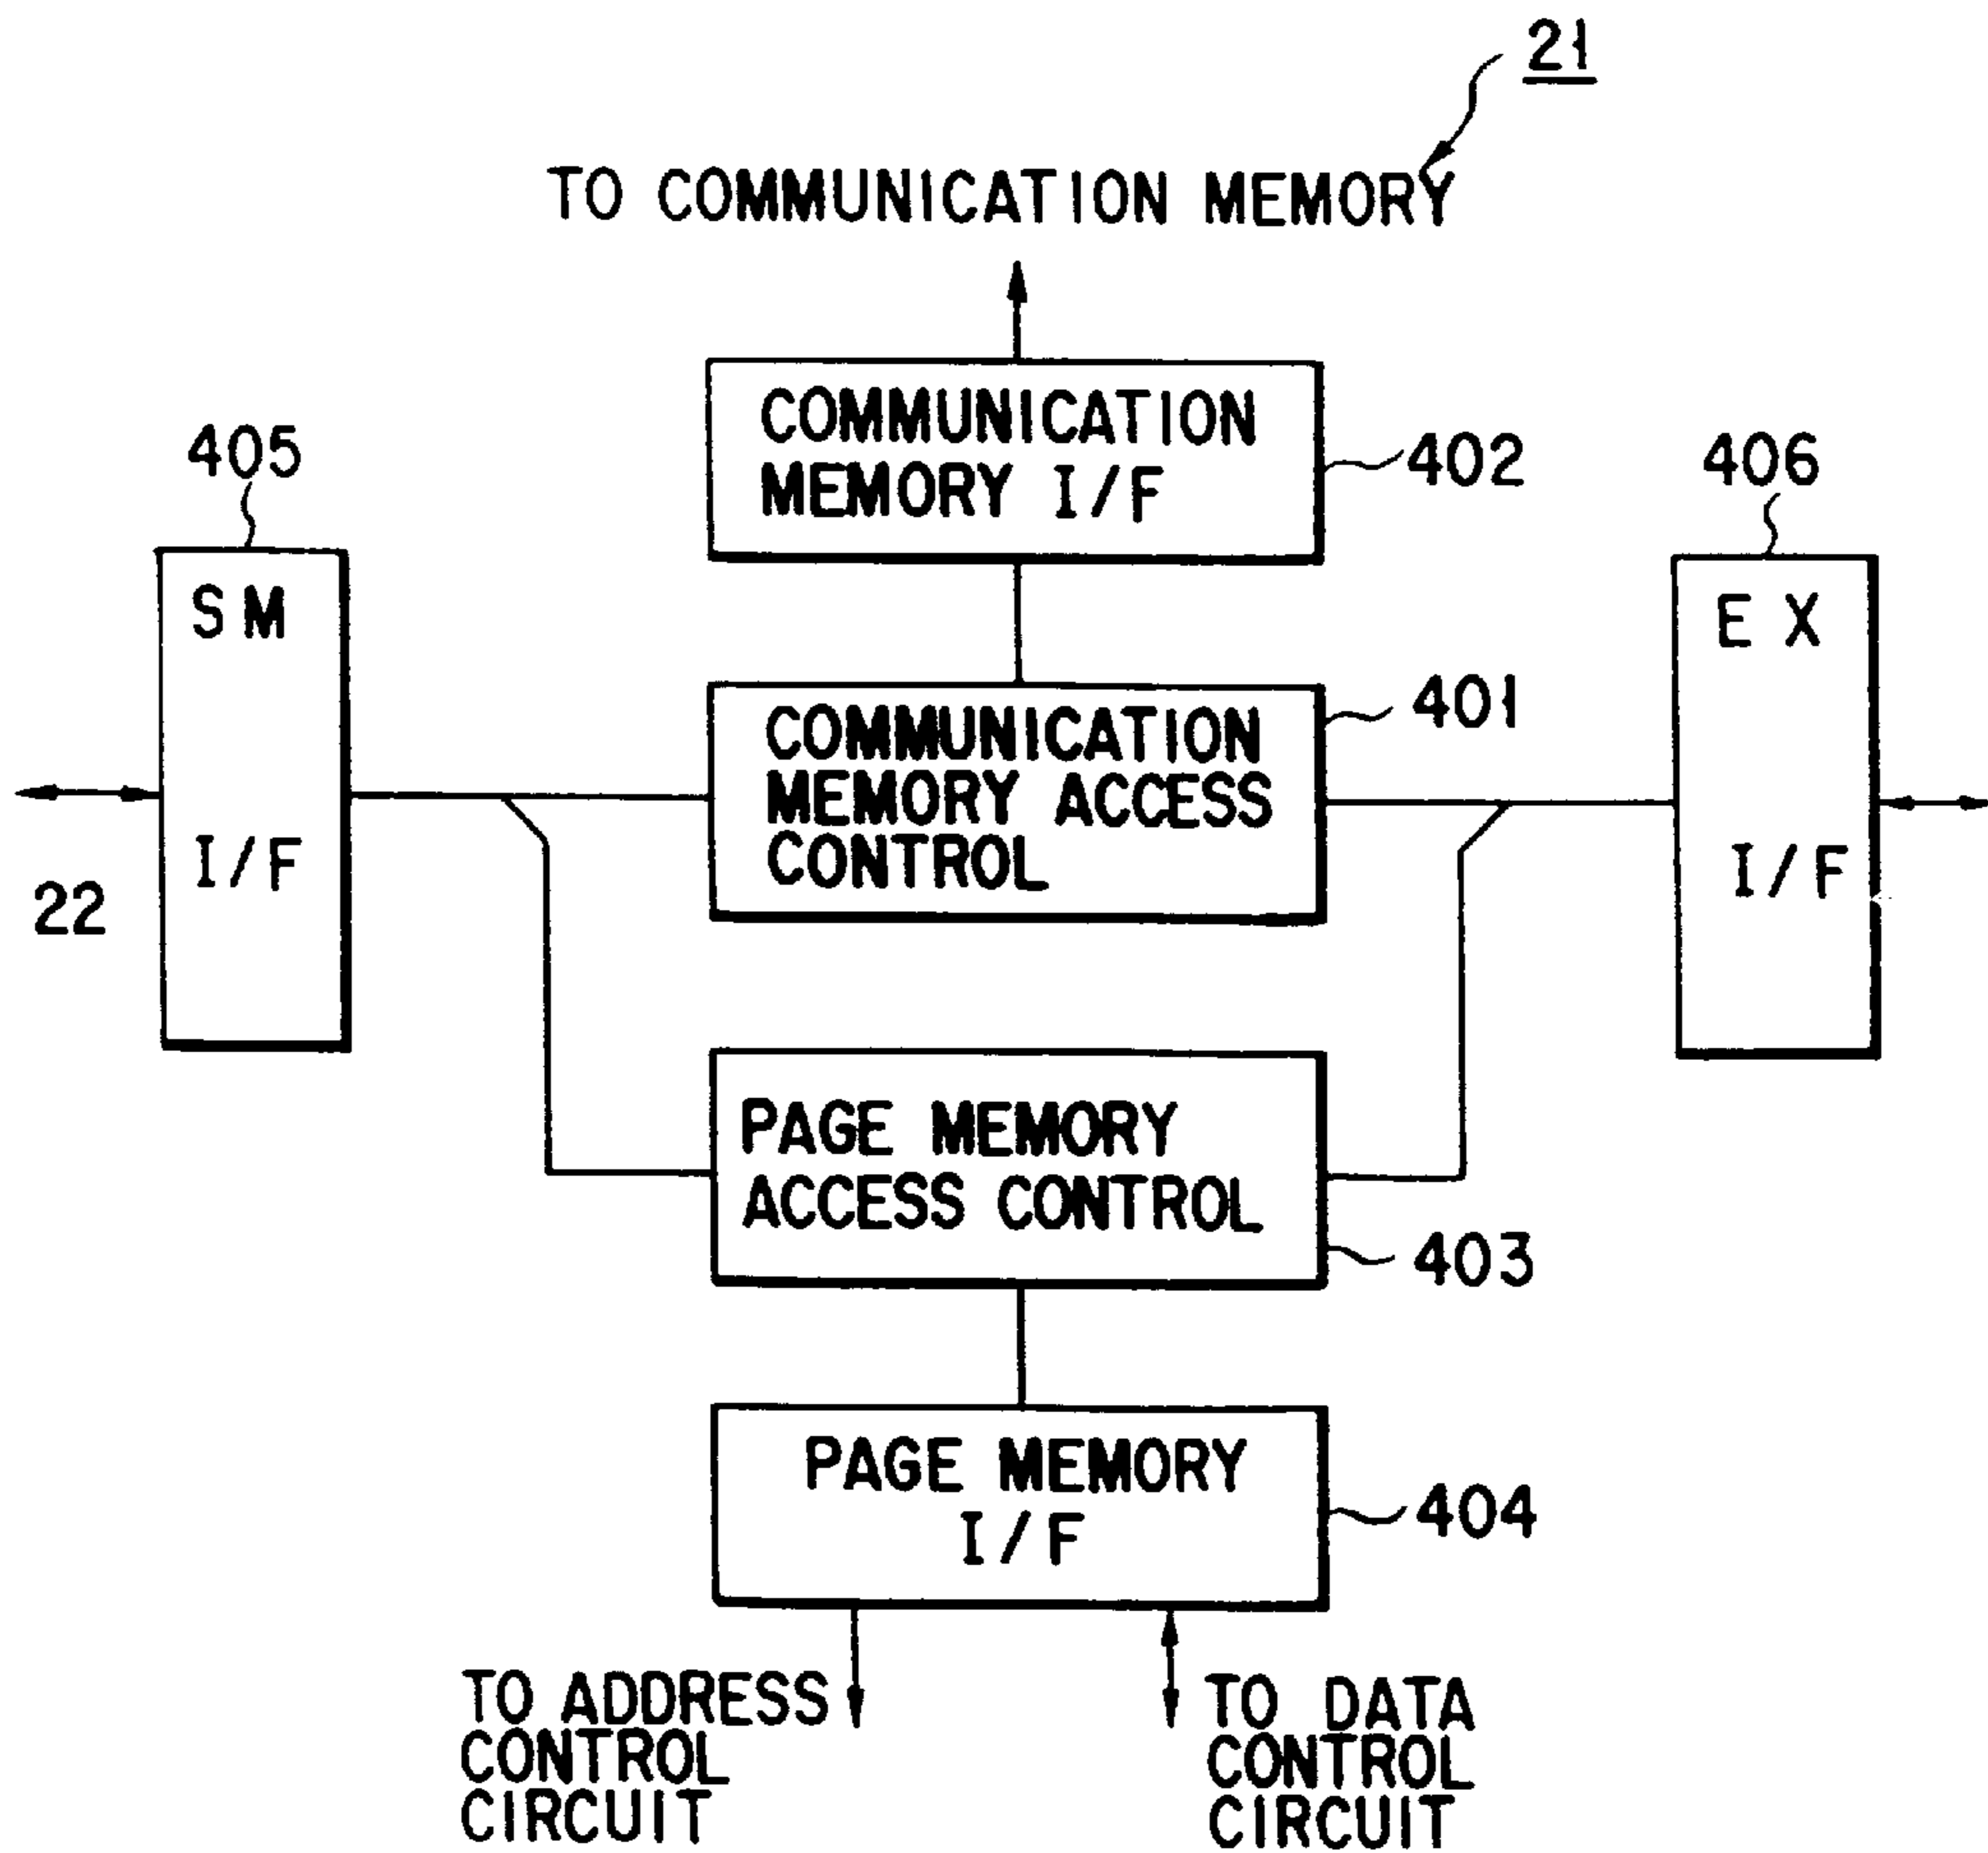 21
TO COMMUNICATION MEMORY
COMMUNICATION
MEMORY I/F
402
405
406
SM
I/F
22
EX
I/F
COMMUNICATION
MEMORY ACCESS
CONTROL
401
PAGE MEMORY
ACCESS CONTROL
403
PAGE MEMORY
I/F
404
TO ADDRESS
CONTROL
CIRCUIT
TO DATA
CONTROL
CIRCUIT